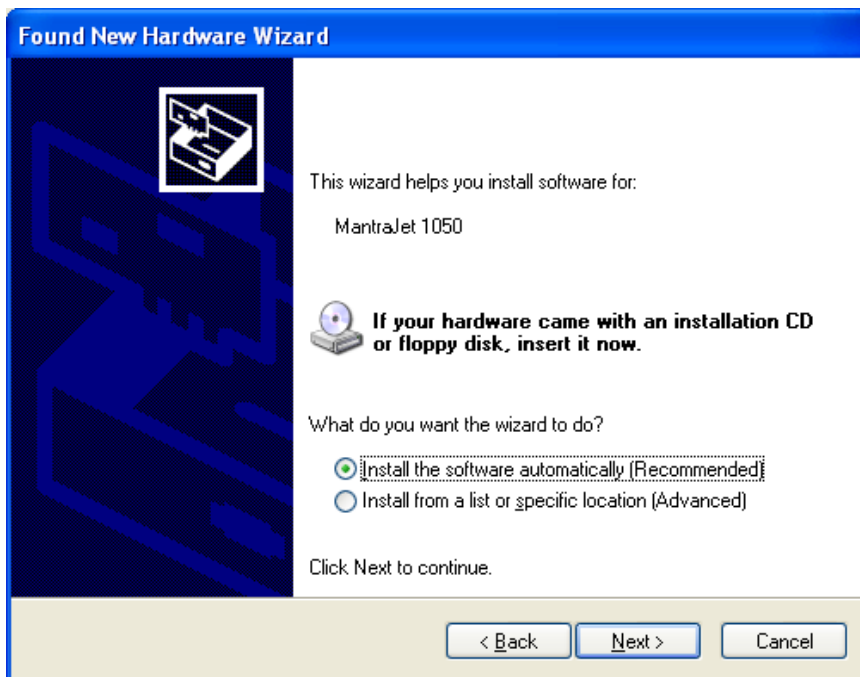 Found New Hardware Wizard
This wizard helps you install software for:
MantraJet 1050
If your hardware came with an installation CD
or floppy disk, insert it now.
What do you want the wizard to do?
Install the software automatically (Recommended)
Install from a list or specific location (Advanced)
Click Next to continue.
< Back Next > Cancel